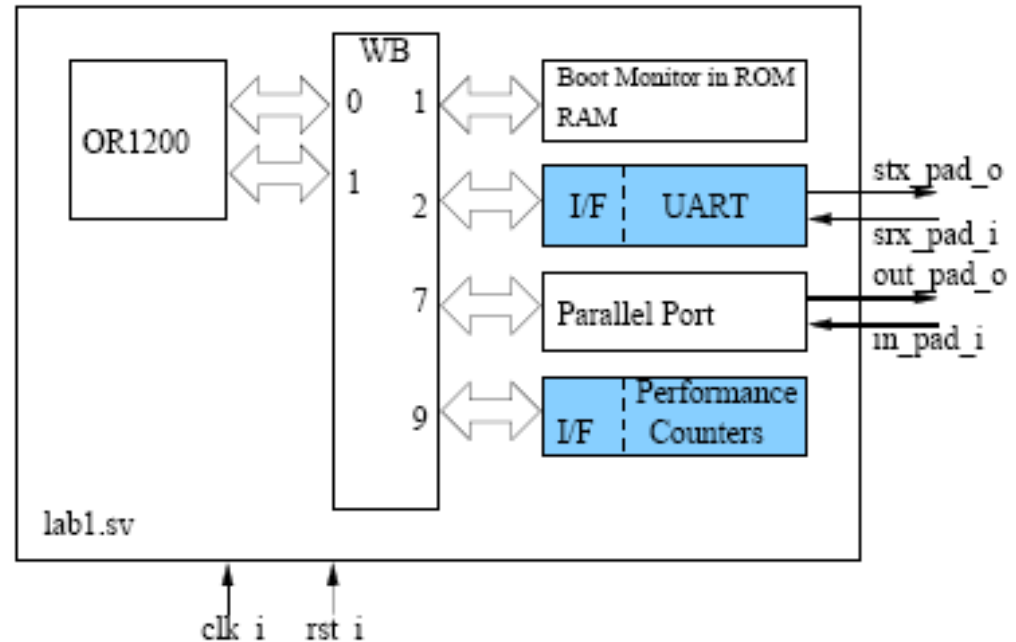 WB
OR1200
0
1
1
2
7
9
Boot Monitor in ROM
RAM
I/F
UART
Parallel Port
I/F
Performance
Counters
stx_pad_o
srx_pad_i
out_pad_o
in_pad_i
lab1.sv
clk_i
rst_i